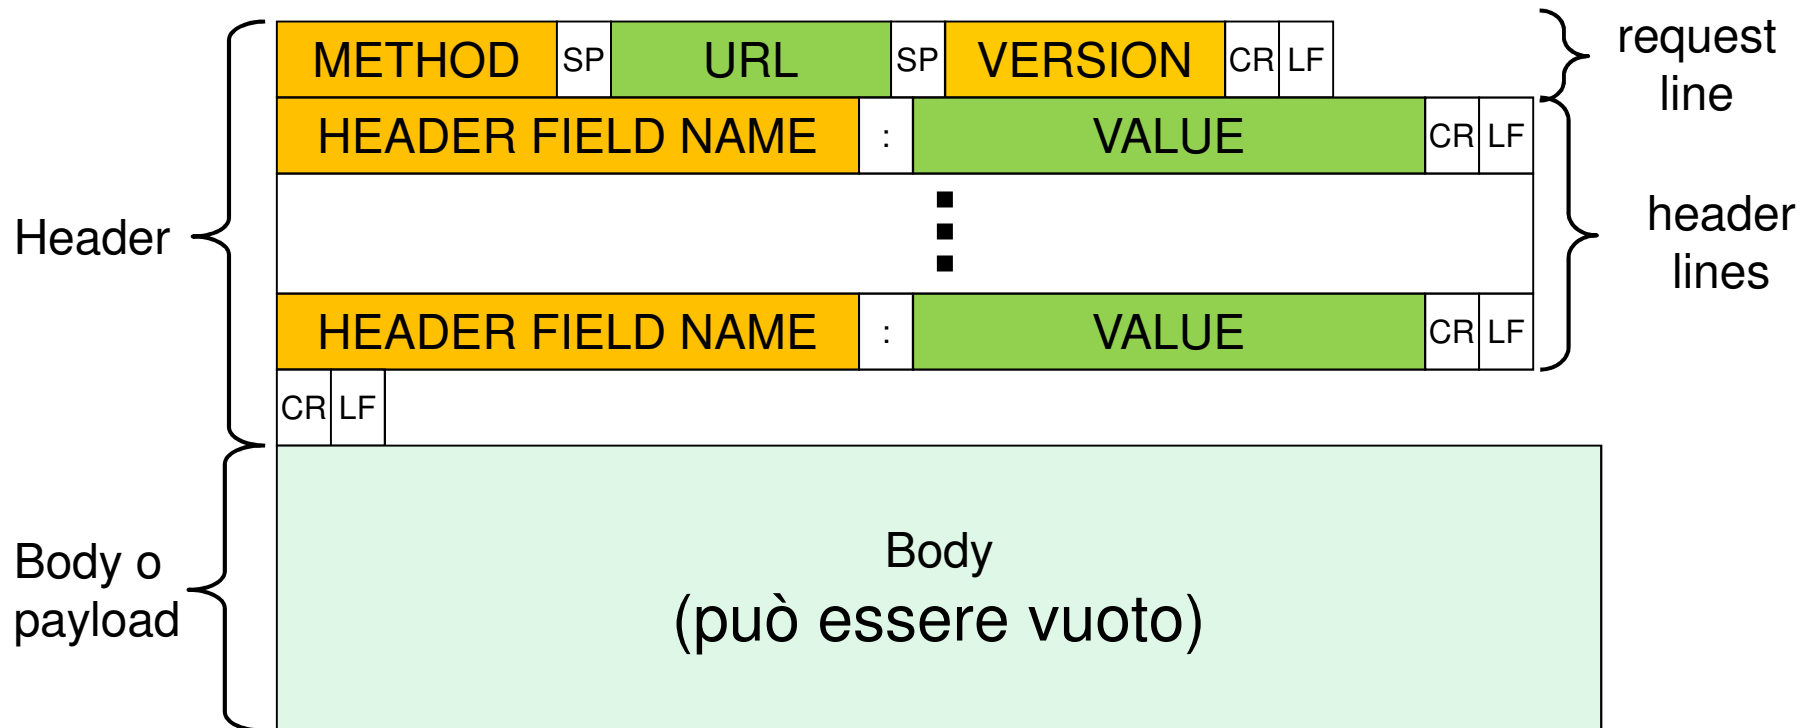 METHOD SP URL SP VERSION CR LF
request
line
HEADER FIELD NAME : VALUE CR LF
Header
header
lines
HEADER FIELD NAME : VALUE CR LF
CR LF
Body o
payload
Body
(può essere vuoto)